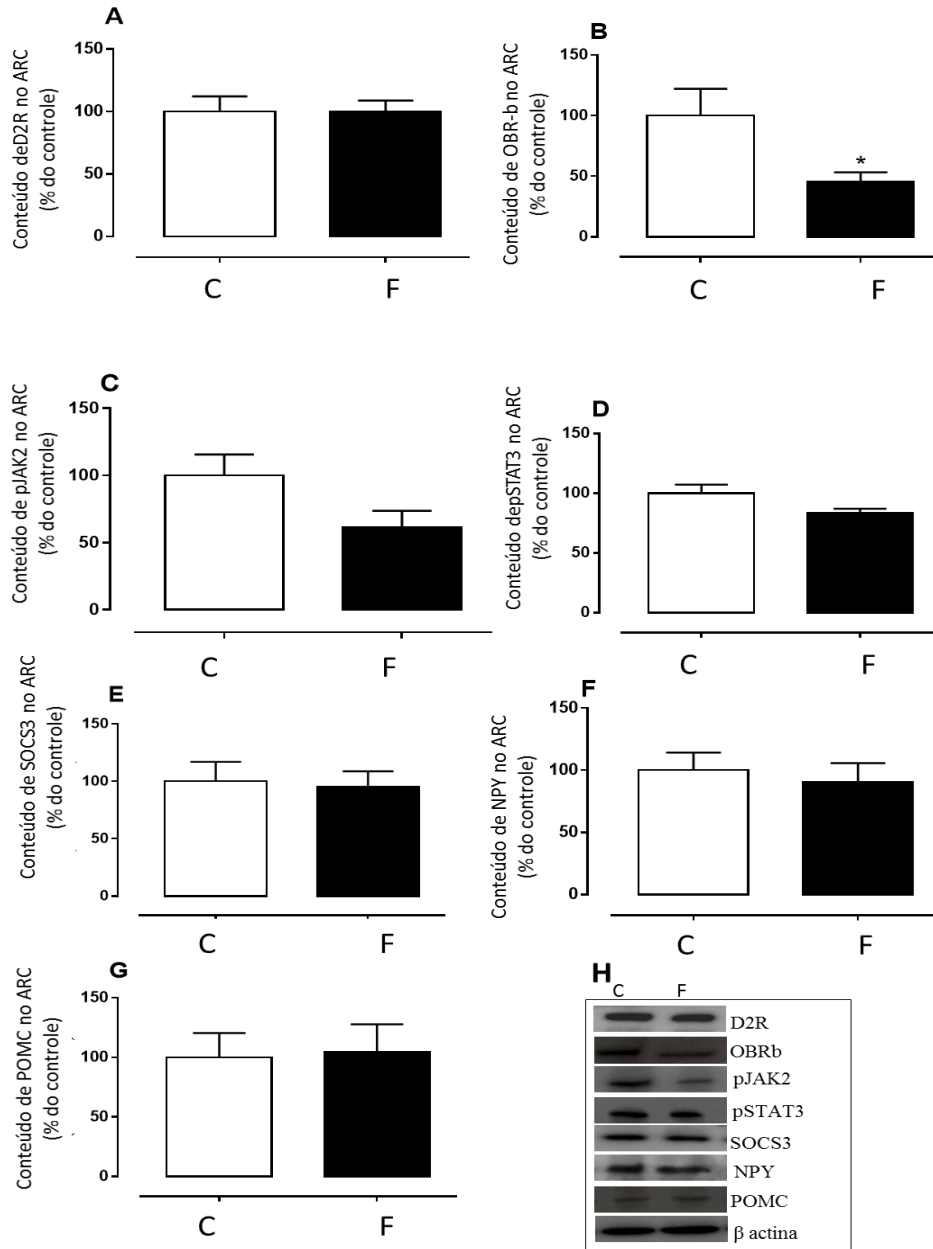 A
Conteúdo deD2R no ARC
(% do controle)
150
100
50
0
C
F
B
Conteúdo de OBR-b no ARC
(% do controle)
150
100
50
0
*
C
F
C
Conteúdo de pJAK2 no ARC
(% do controle)
150
100
50
0
C
F
D
Conteúdo depSTAT3 no ARC
(% do controle)
150
100
50
0
C
F
E
Conteúdo de SOCS3 no ARC
(% do controle)
150
100
50
0
C
F
F
Conteúdo de NPY no ARC
(% do controle)
150
100
50
0
C
F
G
Conteúdo de POMC no ARC
(% do controle)
150
100
50
0
C
F
H
C F
D2R
OBRb
pJAK2
pSTAT3
SOCS3
NPY
POMC
β actina